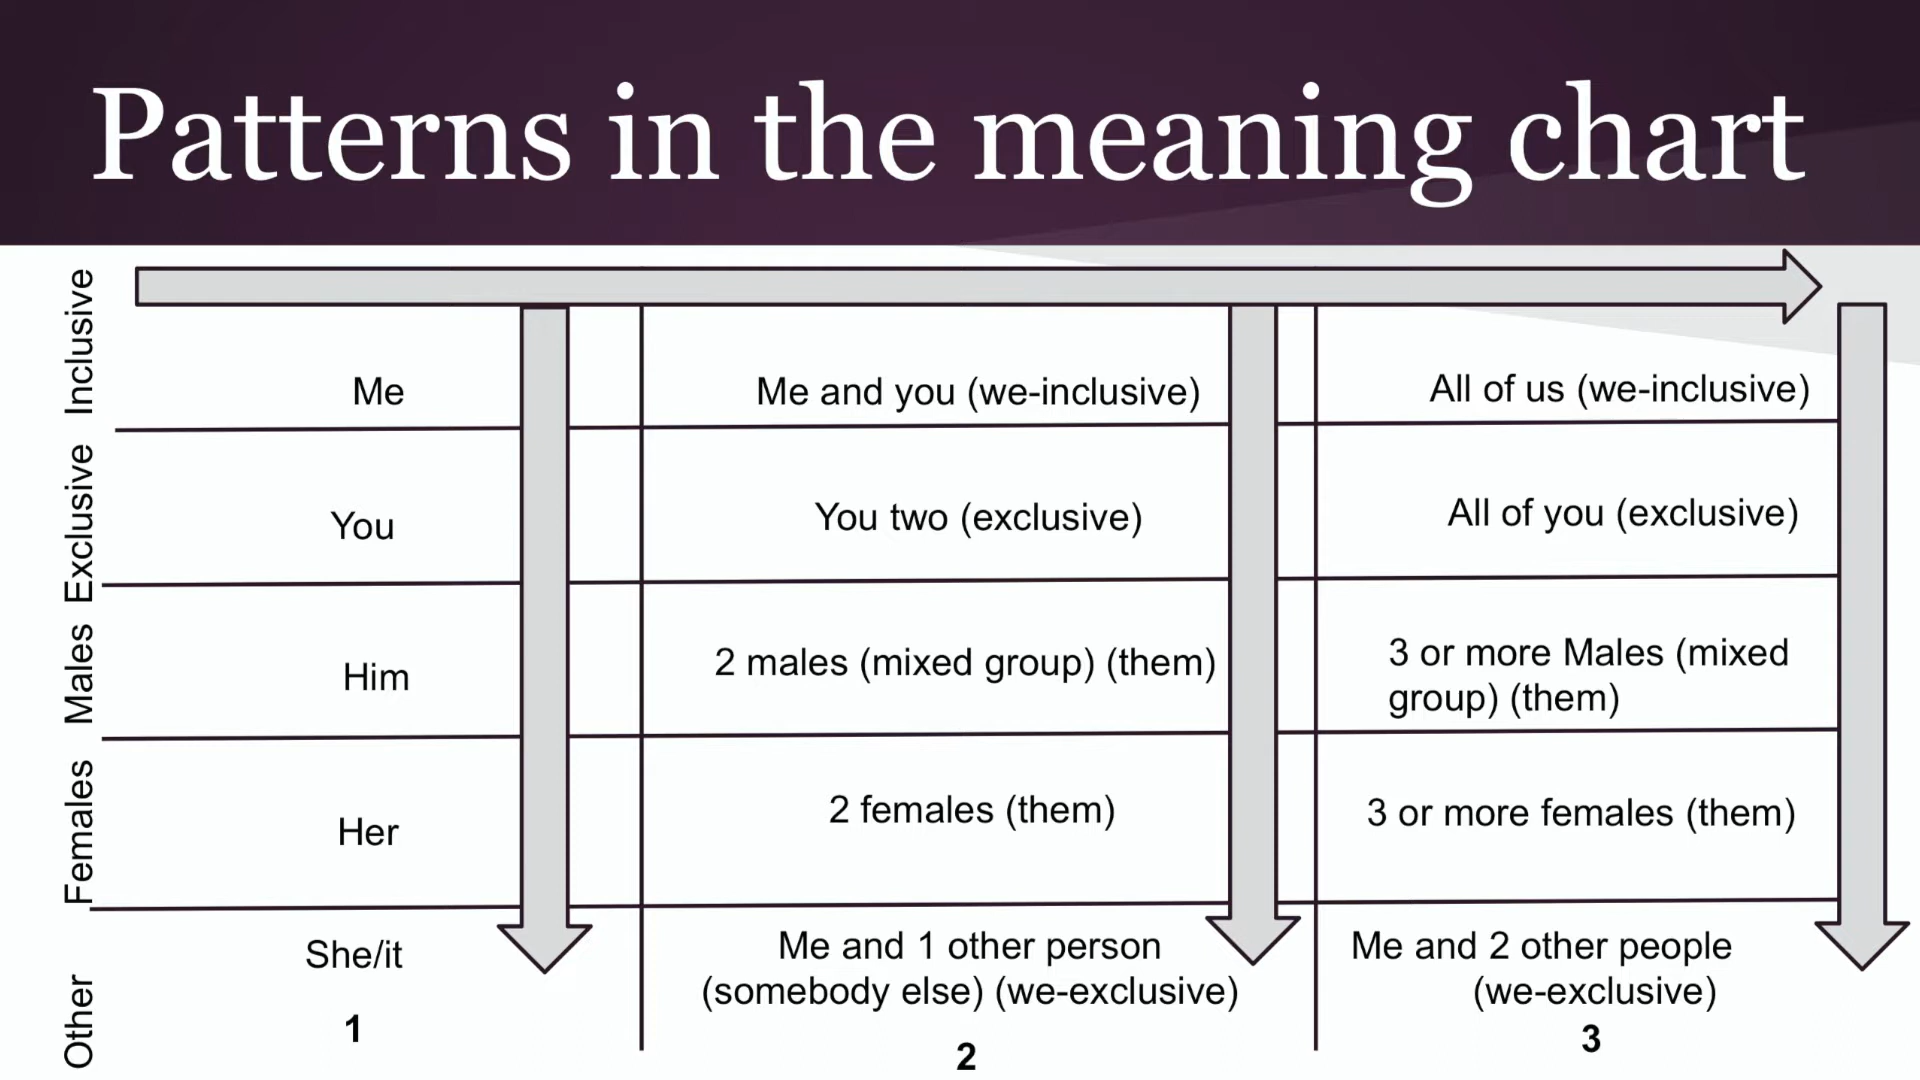 Patterns in the meaning chart
Inclusive
Me
Me and you (we-inclusive)
All of us (we-inclusive)
Exclusive
You
You two (exclusive)
All of you (exclusive)
Males
Him
2 males (mixed group) (them)
3 or more Males (mixed
group) (them)
Females
Her
2 females (them)
3 or more females (them)
Other
She/it
1
Me and 1 other person
(somebody else) (we-exclusive)
2
Me and 2 other people
(we-exclusive)
3